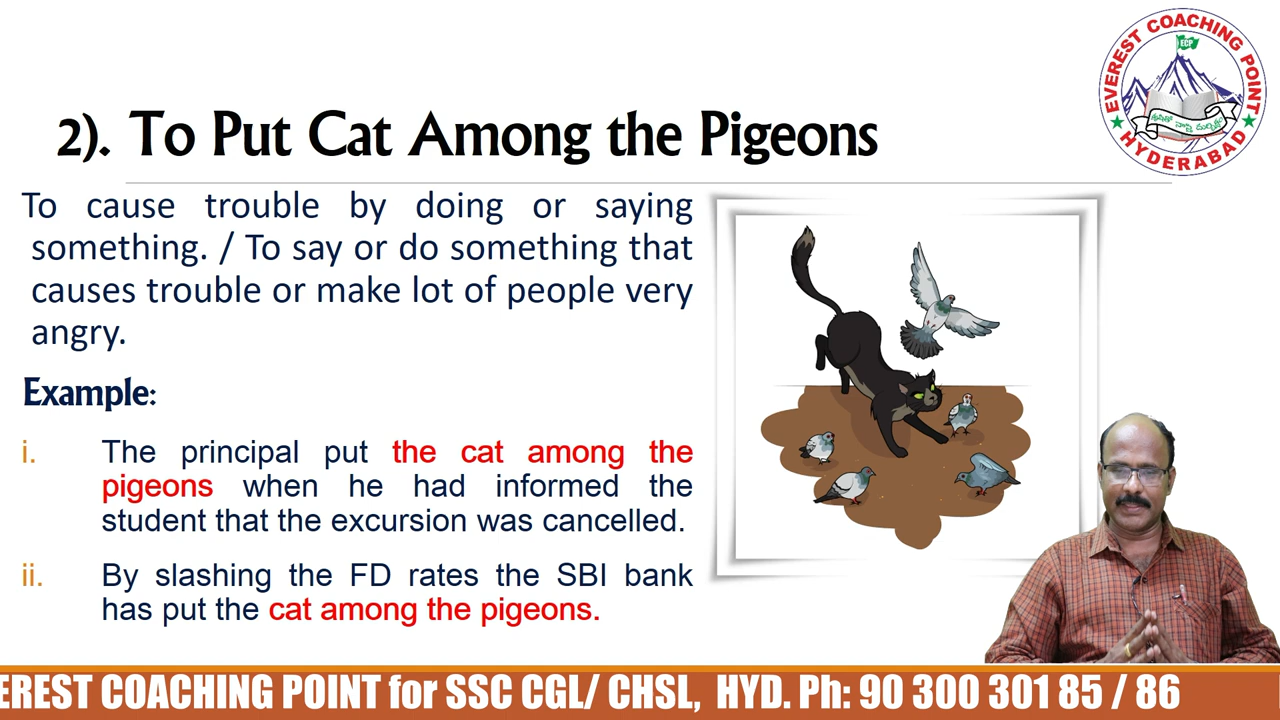 EVEREST COACHING POINT
ECP
HYDERABAD
2). To Put Cat Among the Pigeons
To cause trouble by doing or saying
something. / To say or do something that
causes trouble or make lot of people very
angry.
Example:
i. The principal put the cat among the
pigeons when he had informed the
student that the excursion was cancelled.
ii. By slashing the FD rates the SBI bank
has put the cat among the pigeons.
EREST COACHING POINT for SSC CGL/ CHSL, HYD. Ph: 90 300 301 85 / 86